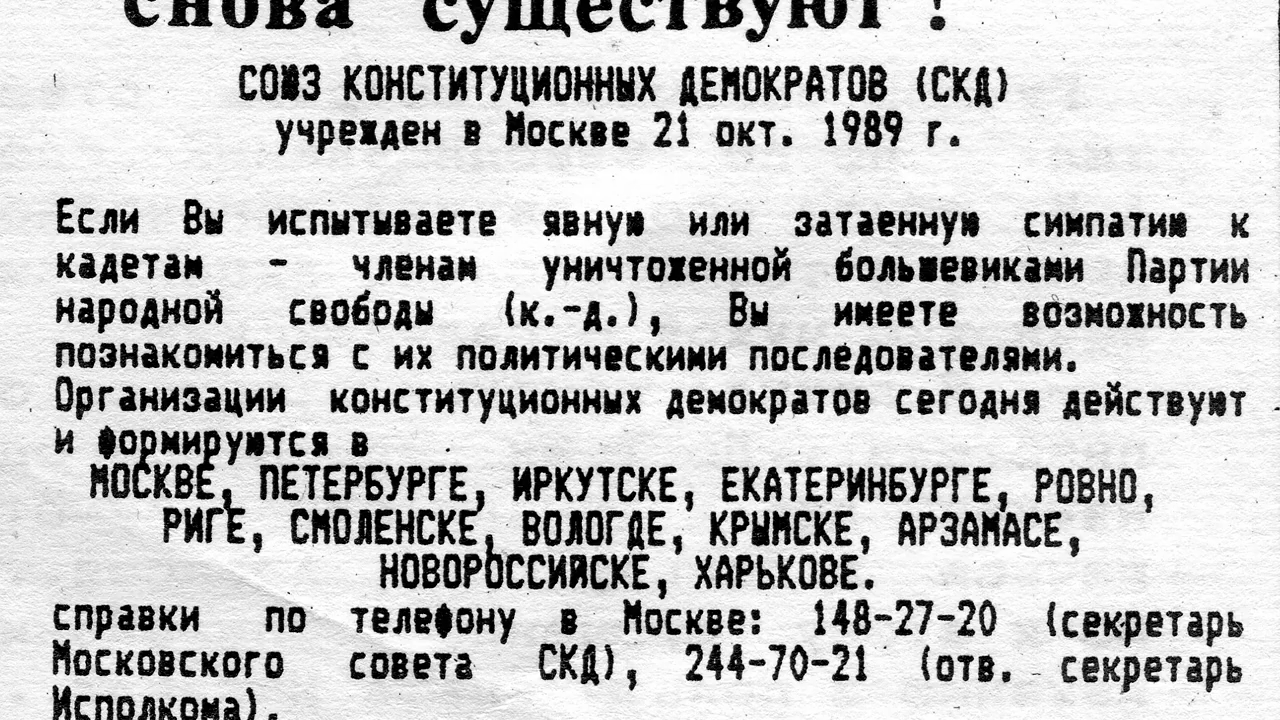 снова существуют !
СОЮЗ КОНСТИТУЦИОННЫХ ДЕМОКРАТОВ (СКД)
учрежден в Москве 21 окт. 1989 г.
Если Вы испытываете явную или затаенную симпатию к
кадетам - членам уничтоженной большевиками Партии
народной свободы (к.-д.), Вы имеете возможность
познакомиться с их политическими последователями.
Организации конституционных демократов сегодня действуют
и формируются в
МОСКВЕ, ПЕТЕРБУРГЕ, ИРКУТСКЕ, ЕКАТЕРИНБУРГЕ, РОВНО,
РИГЕ, СМОЛЕНСКЕ, ВОЛОГДЕ, КРЫМСКЕ, АРЗАМАСЕ,
НОВОРОССИЙСКЕ, ХАРЬКОВЕ.
справки по телефону в Москве: 148-27-20 (секретарь
Московского совета СКД), 244-70-21 (отв. секретарь
Исполкома).